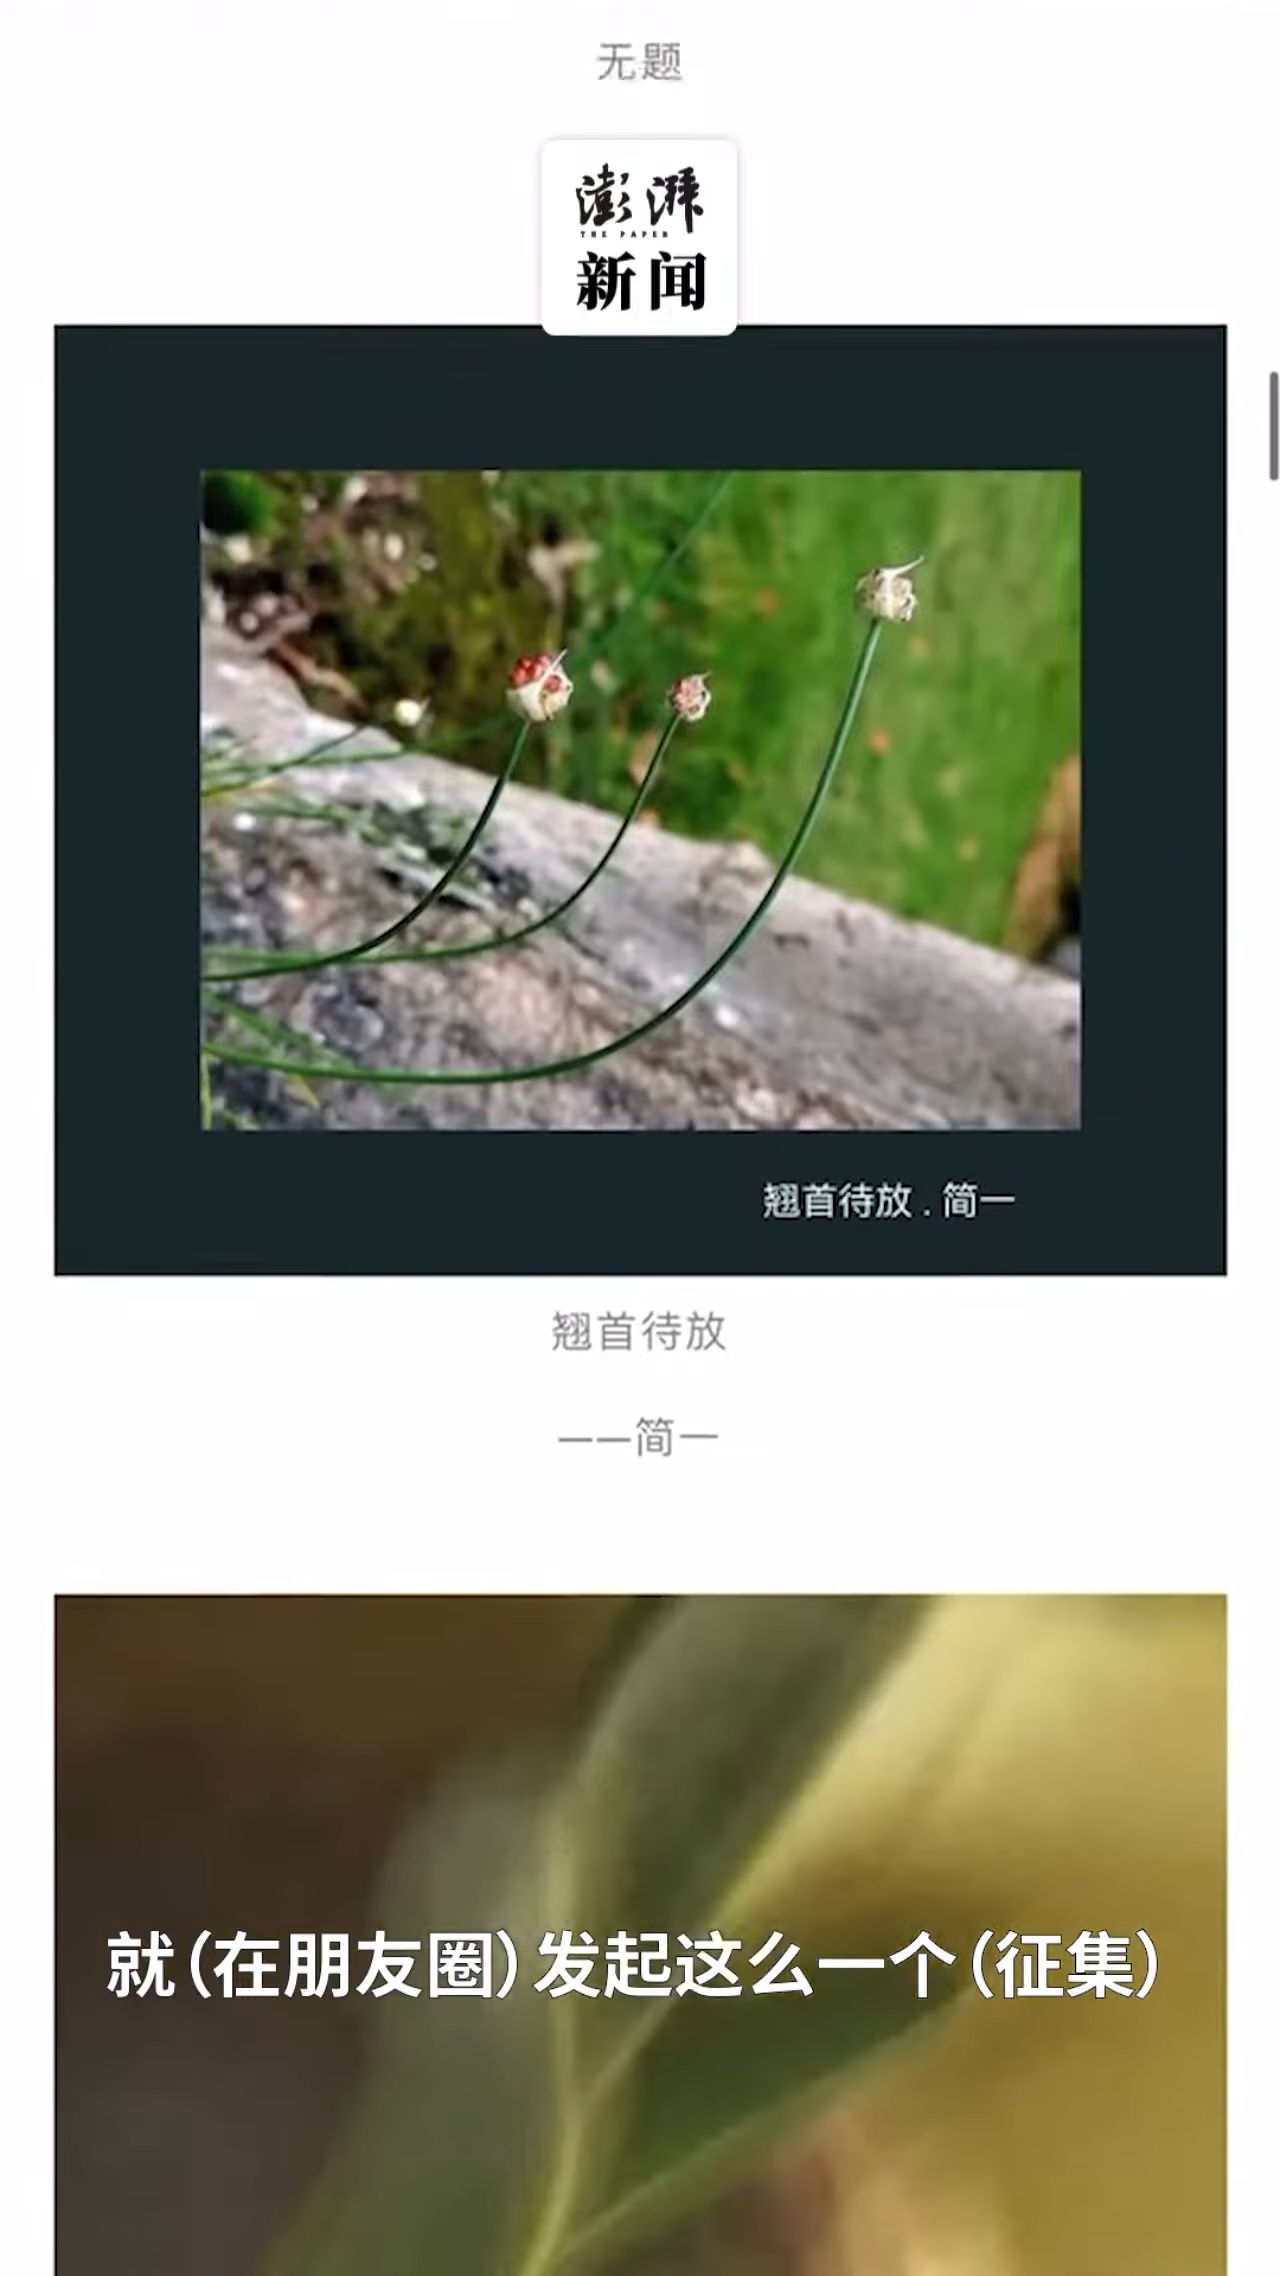 无题
澎湃
THE PAPER
新闻
翘首待放 . 简一
翘首待放
——简一
就(在朋友圈)发起这么一个(征集)